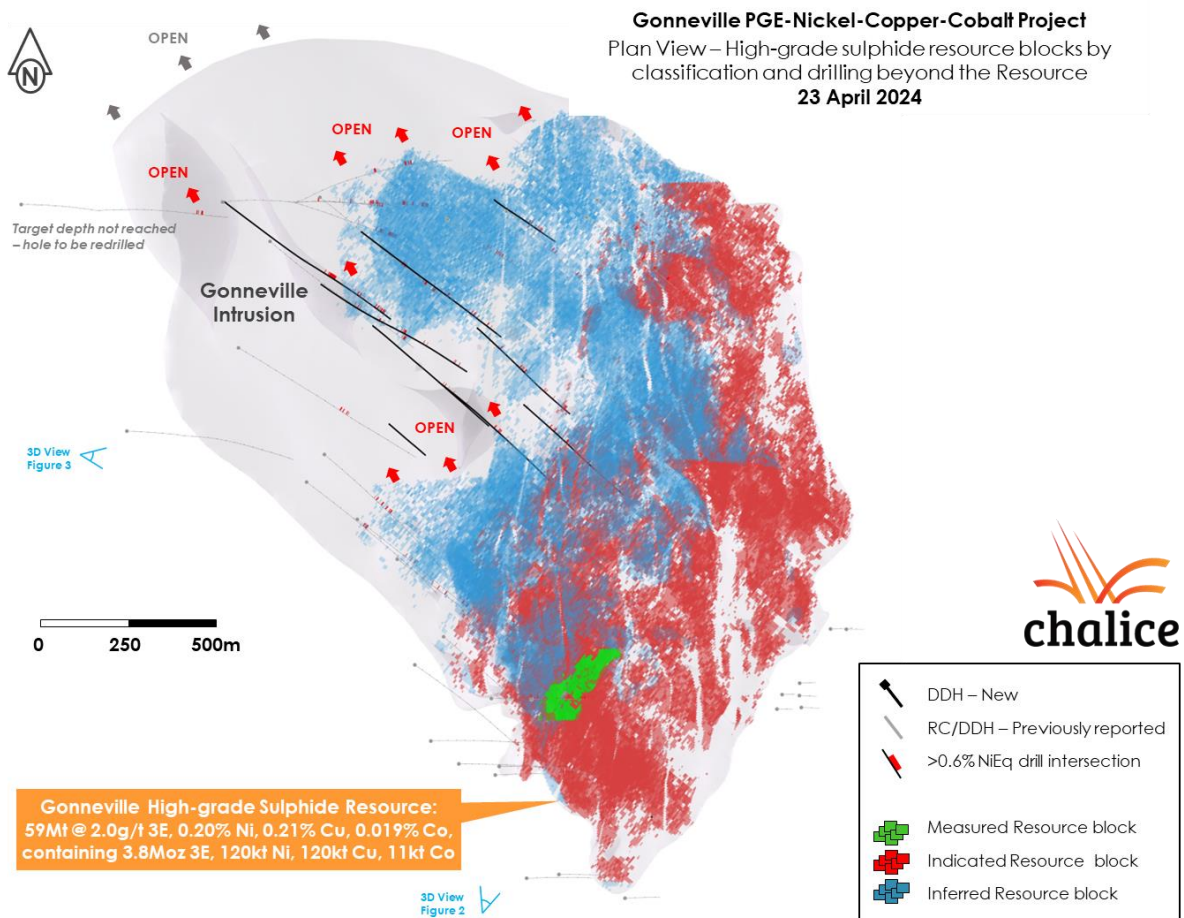 Gonneville PGE-Nickel-Copper-Cobalt Project
Plan View – High-grade sulphide resource blocks by
classification and drilling beyond the Resource
23 April 2024
N
OPEN
OPEN
OPEN
OPEN
Target depth not reached
– hole to be redrilled
Gonneville
Intrusion
OPEN
3D View
Figure 3
0 250 500m
chalice
DDH – New
RC/DDH – Previously reported
>0.6% NiEq drill intersection
Measured Resource block
Indicated Resource block
Inferred Resource block
Gonneville High-grade Sulphide Resource:
59Mt @ 2.0g/t 3E, 0.20% Ni, 0.21% Cu, 0.019% Co,
containing 3.8Moz 3E, 120kt Ni, 120kt Cu, 11kt Co
3D View
Figure 2